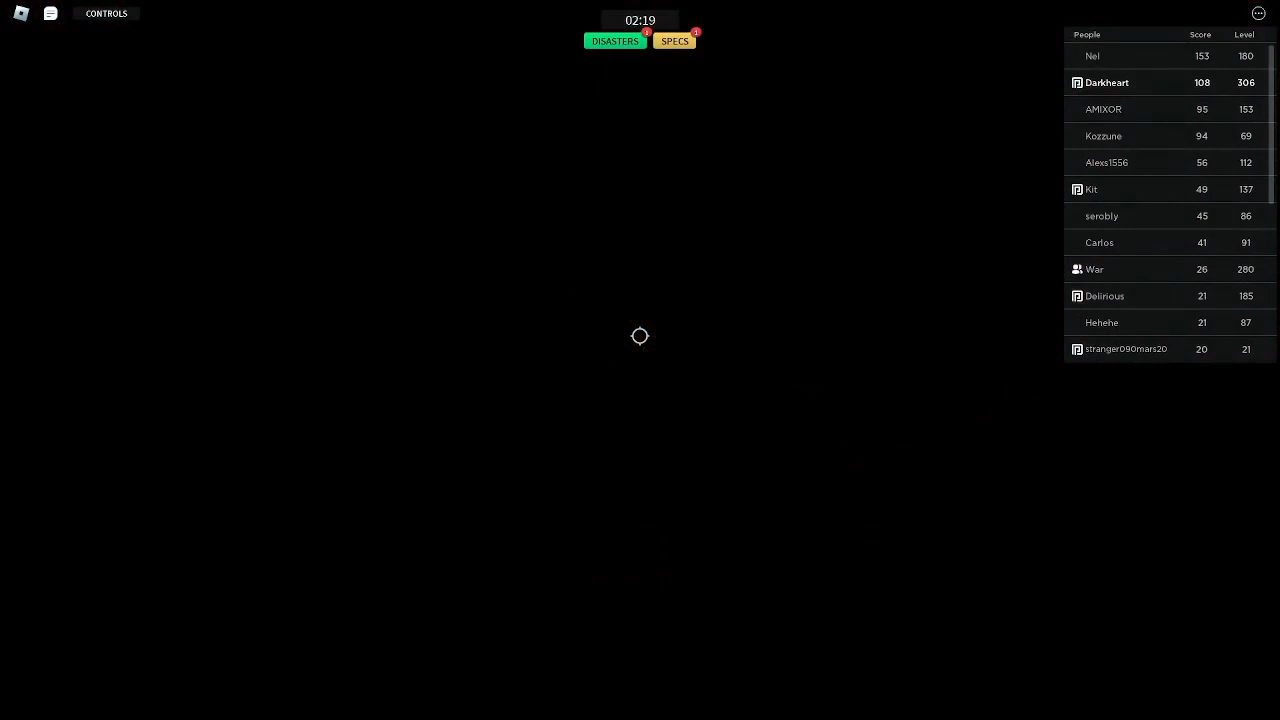 CONTROLS
02:19
DISASTERS 1
SPECS 1
People Score Level
Nel 153 180
Darkheart 108 306
AMIXOR 95 153
Kozzune 94 69
Alexs1556 56 112
Kit 49 137
serobly 45 86
Carlos 41 91
War 26 280
Delirious 21 185
Hehehe 21 87
stranger090mars20 20 21